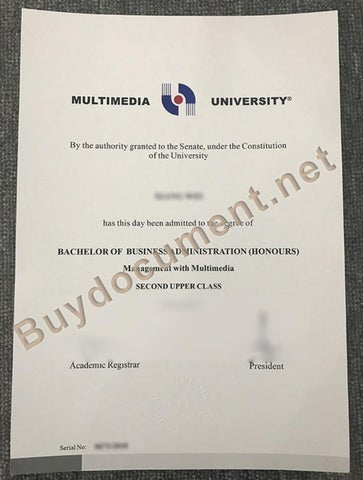 MULTIMEDIA UNIVERSITY®
By the authority granted to the Senate, under the Constitution
of the University
has this day been admitted to the degree of
BACHELOR OF BUSINESS ADMINISTRATION (HONOURS)
Management with Multimedia
SECOND UPPER CLASS
Buydocument.net
Academic Registrar President
Serial No: